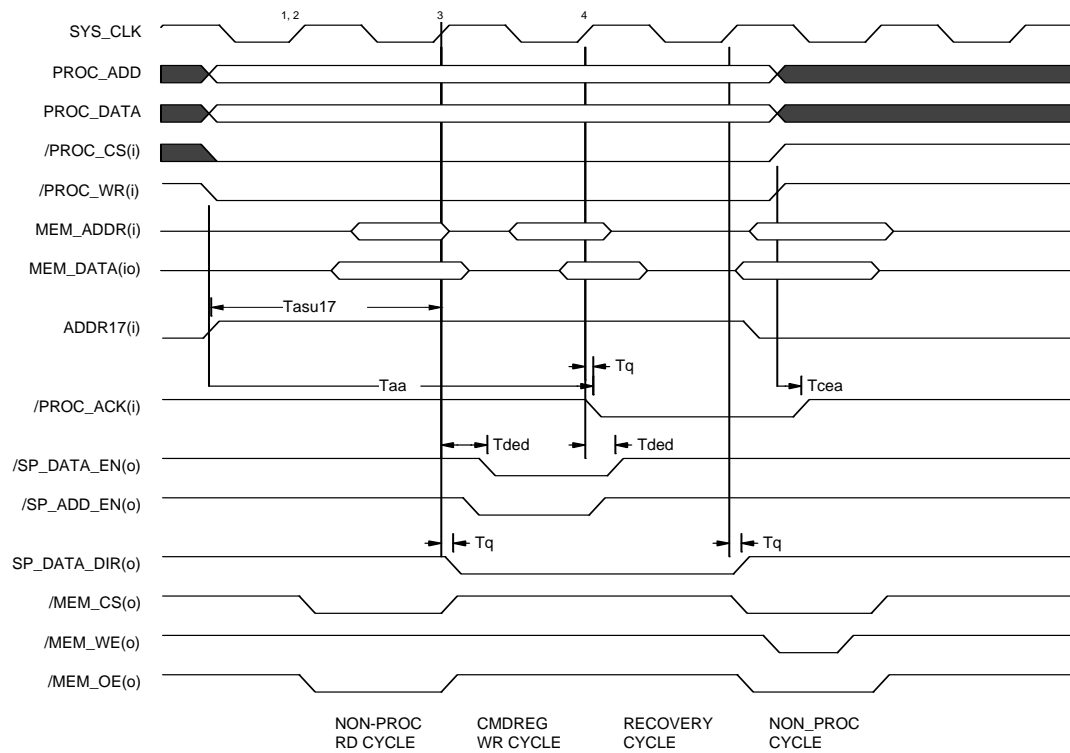 1, 2
3
4
SYS_CLK
PROC_ADD
PROC_DATA
/PROC_CS(i)
/PROC_WR(i)
MEM_ADDR(i)
MEM_DATA(io)
Tasu17
ADDR17(i)
Tq
Taa
Tcea
/PROC_ACK(i)
Tded
Tded
/SP_DATA_EN(o)
/SP_ADD_EN(o)
Tq
Tq
SP_DATA_DIR(o)
/MEM_CS(o)
/MEM_WE(o)
/MEM_OE(o)
NON-PROC
RD CYCLE
CMDREG
WR CYCLE
RECOVERY
CYCLE
NON_PROC
CYCLE